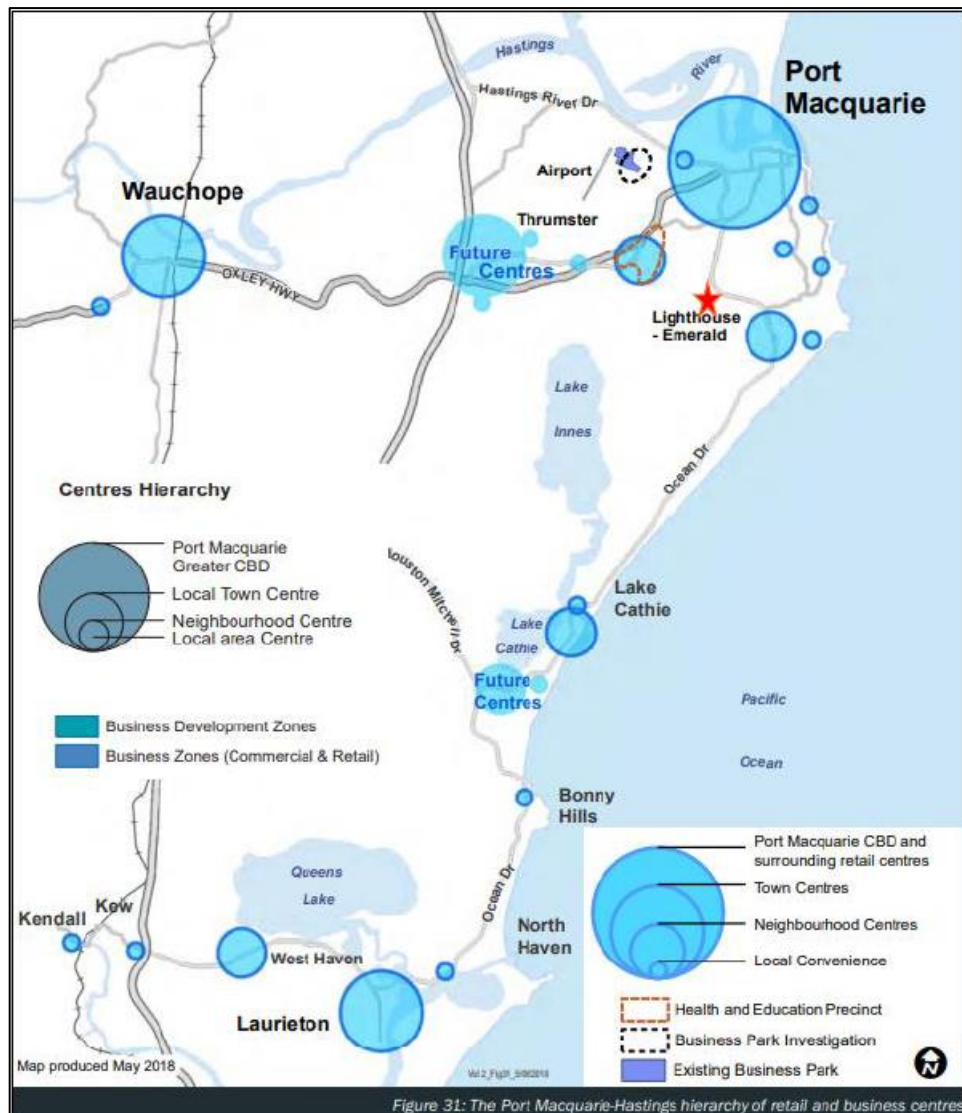 Hastings
River
Port
Macquarie
Hastings River Dr
Airport
Wauchope
Thrumster
Future
Centres
OXLEY HWY
Lighthouse
- Emerald
Lake
Innes
Ocean Dr
Centres Hierarchy
Port Macquarie
Greater CBD
Local Town Centre
Neighbourhood Centre
Local area Centre
Lake
Cathie
Lake
Cathie
Future
Centres
Pacific
Ocean
Business Development Zones
Business Zones (Commercial & Retail)
Bonny
Hills
Queens
Lake
Ocean Dr
Kendall
Kew
West Haven
North
Haven
Laurieton
Port Macquarie CBD and
surrounding retail centres
Town Centres
Neighbourhood Centres
Local Convenience
Health and Education Precinct
Business Park Investigation
Existing Business Park
N
Map produced May 2018
Figure 31: The Port Macquarie-Hastings hierarchy of retail and business centres